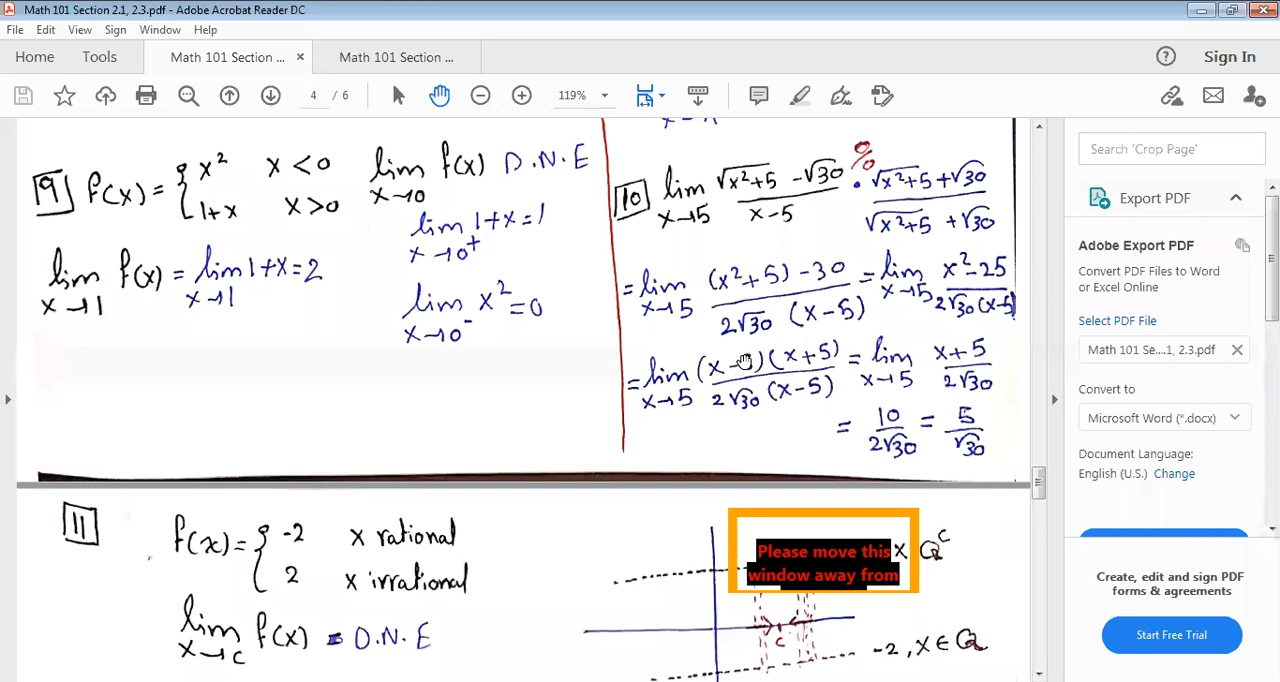 Math 101 Section 2.1, 2.3.pdf - Adobe Acrobat Reader DC
File Edit View Sign Window Help
Home Tools Math 101 Section ... × Math 101 Section ... Sign In
4 / 6 119%
9 f(x) = { x² x < 0
1+x x > 0
lim x→0 f(x) D.N.E
lim x→0⁺ 1+x = 1
lim x→1 f(x) = lim x→1 1+x = 2
lim x→0⁻ x² = 0
10 lim x→5 (√(x²+5) - √30)/(x-5) · (√(x²+5) + √30)/(√(x²+5) + √30)
%
= lim x→5 ((x²+5) - 30)/(2√30 (x-5)) = lim x→5 (x²-25)/(2√30 (x-5)
= lim x→5 (x- )(x+5)/(2√30 (x-5)) = lim x→5 (x+5)/(2√30)
= 10/(2√30) = 5/√30
11 f(x) = { -2 x rational
2 x irrational
lim x→c f(x) = D.N.E
Please move this
window away from
x Qᶜ
c
-2, x ∈ Q
Search 'Crop Page'
Export PDF
Adobe Export PDF
Convert PDF Files to Word
or Excel Online
Select PDF File
Math 101 Se....1, 2.3.pdf ×
Convert to
Microsoft Word (*.docx)
Document Language:
English (U.S.) Change
Create, edit and sign PDF
forms & agreements
Start Free Trial